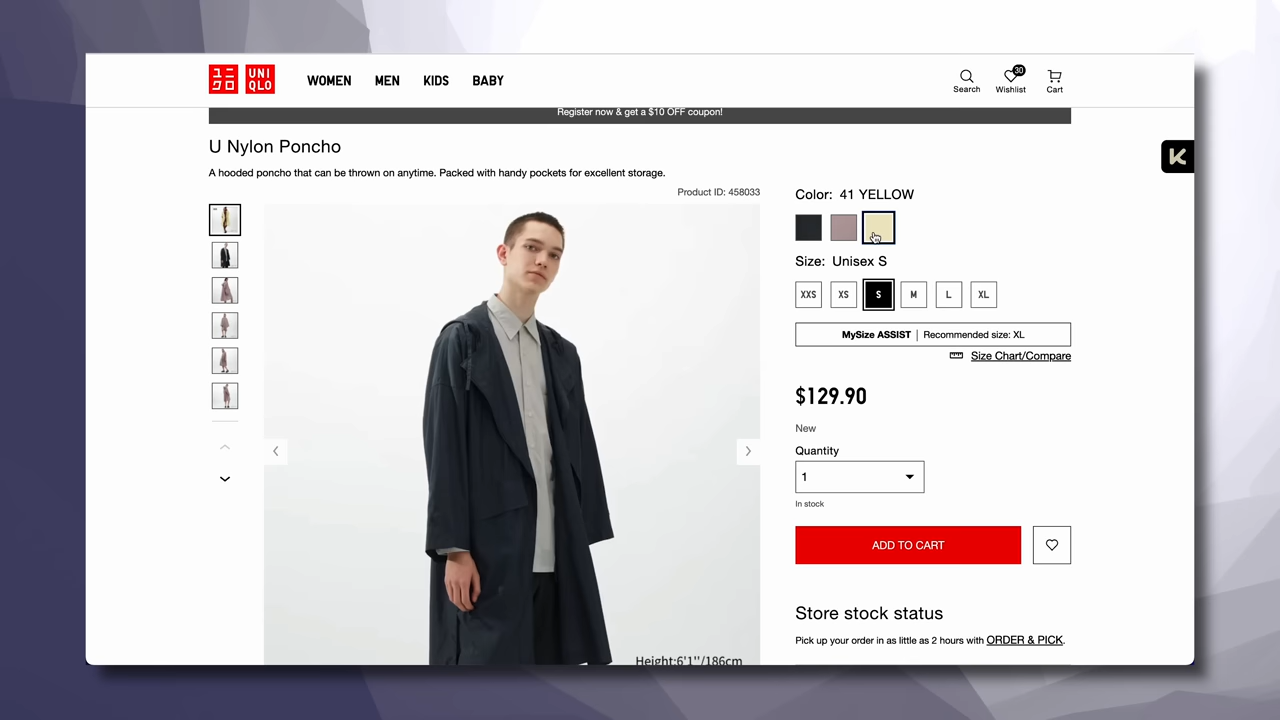 ユニ
クロ
UNI
QLO
WOMEN
MEN
KIDS
BABY
Search
30
Wishlist
Cart
Register now & get a $10 OFF coupon!
U Nylon Poncho
A hooded poncho that can be thrown on anytime. Packed with handy pockets for excellent storage.
Product ID: 458033
Color: 41 YELLOW
Size: Unisex S
XXS
XS
S
M
L
XL
MySize ASSIST | Recommended size: XL
Size Chart/Compare
$129.90
New
Quantity
1
In stock
ADD TO CART
Store stock status
Pick up your order in as little as 2 hours with ORDER & PICK.
Height:6'1"/186cm
K